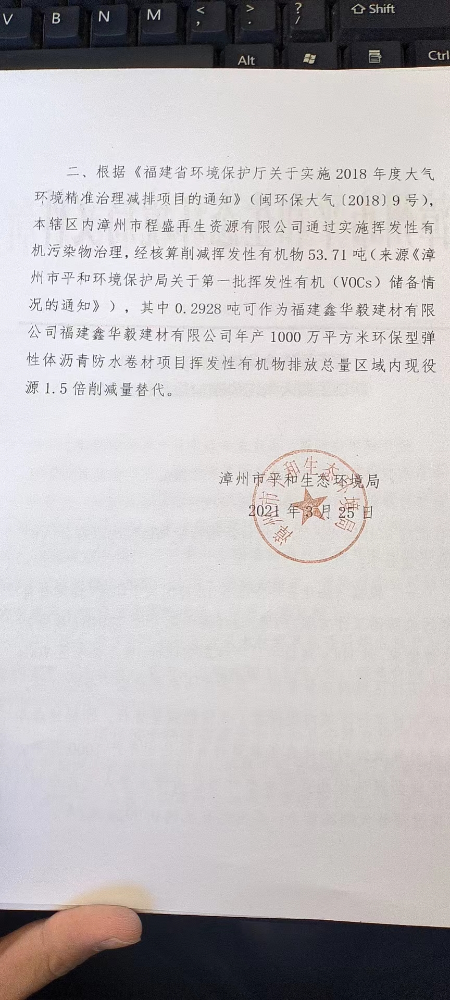 V B N M < , > . ? / Shift
Alt Ctrl
二、根据《福建省环境保护厅关于实施 2018 年度大气
环境精准治理减排项目的通知》（闽环保大气〔2018〕9 号），
本辖区内漳州市程盛再生资源有限公司通过实施挥发性有
机污染物治理，经核算削减挥发性有机物 53.71 吨（来源《漳
州市平和环境保护局关于第一批挥发性有机（VOCs）储备情
况的通知》），其中 0.2928 吨可作为福建鑫华毅建材有限
公司福建鑫华毅建材有限公司年产 1000 万平方米环保型弹
性体沥青防水卷材项目挥发性有机物排放总量区域内现役
源 1.5 倍削减量替代。
漳州市平和生态环境局
2021 年 3 月 25 日
漳州市平和生态环境局